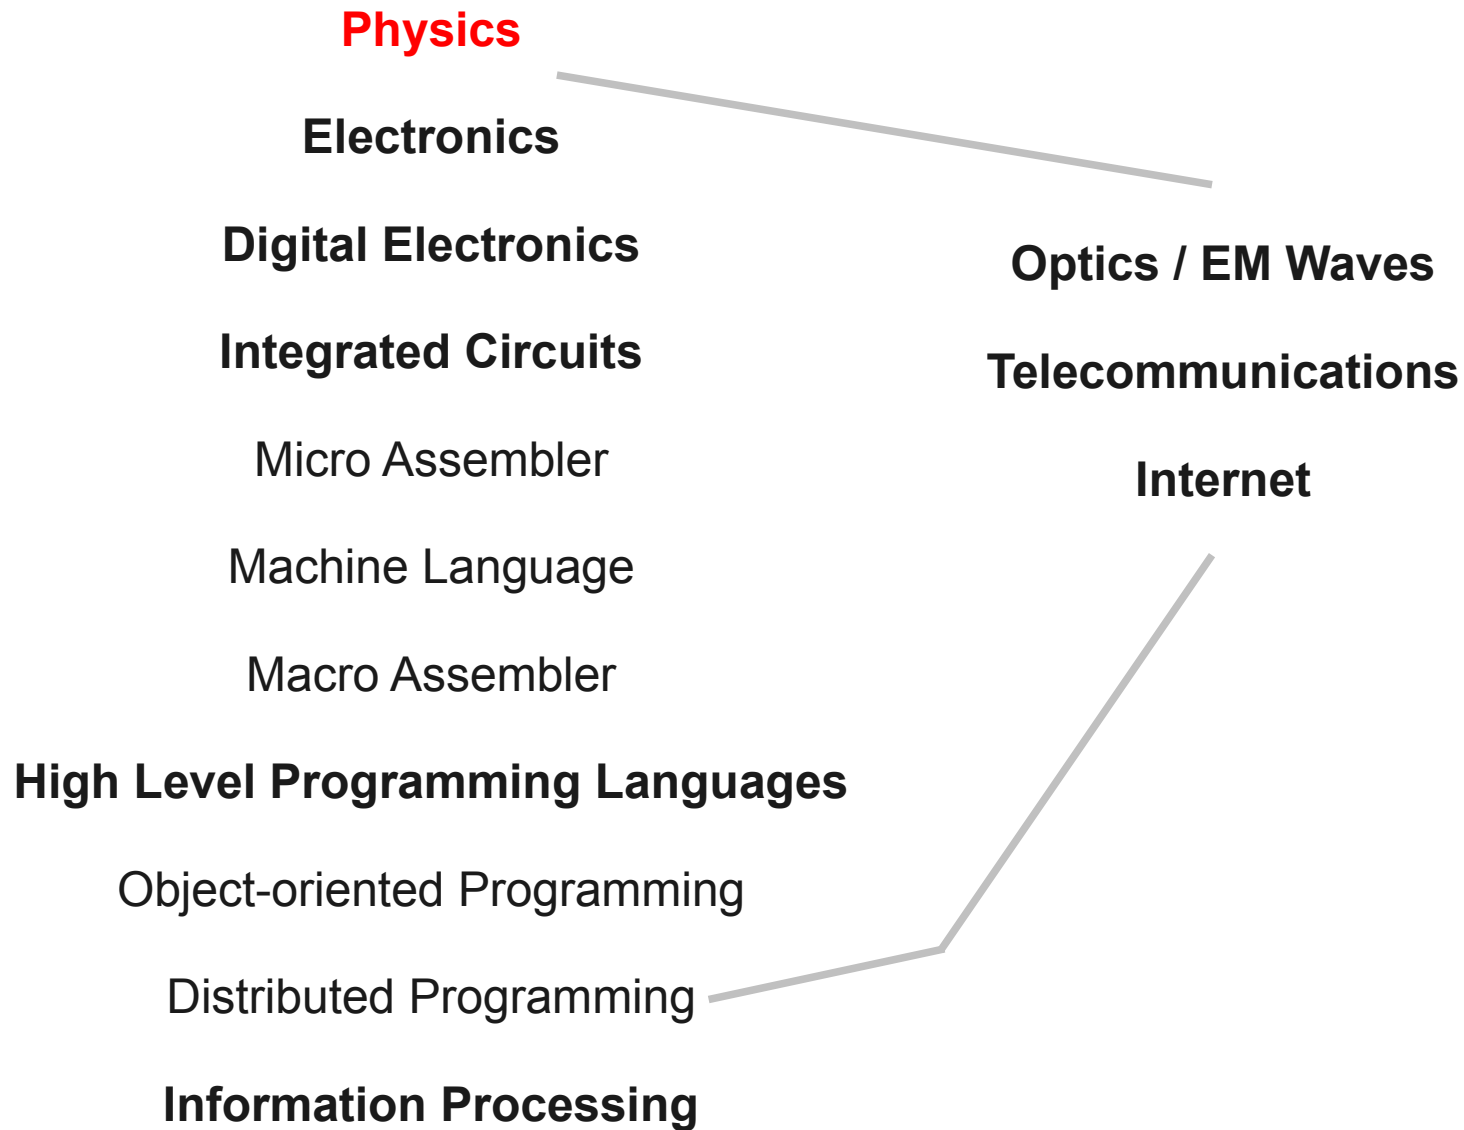 Physics
Electronics
Digital Electronics
Integrated Circuits
Micro Assembler
Machine Language
Macro Assembler
High Level Programming Languages
Object-oriented Programming
Distributed Programming
Information Processing
Optics / EM Waves
Telecommunications
Internet